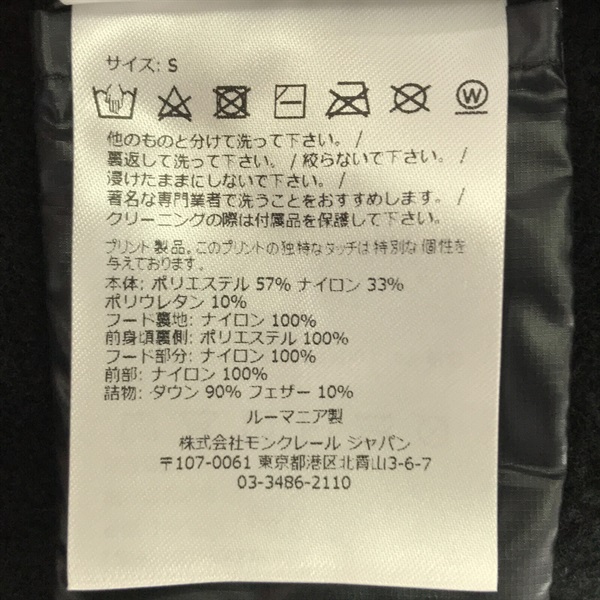 サイズ: S
W
他のものと分けて洗って下さい。 /
裏返して洗って下さい。 / 絞らないで下さい。 /
浸けたままにしないで下さい。 /
著名な専門業者で洗うことをおすすめします。 /
クリーニングの際は付属品を保護して下さい。
プリント製品。このプリントの独特なタッチは特別な個性を
与えております。
本体: ポリエステル 57% ナイロン 33%
ポリウレタン 10%
フード裏地: ナイロン 100%
前身頃裏側: ポリエステル 100%
フード部分: ナイロン 100%
前部: ナイロン 100%
詰物: ダウン 90% フェザー 10%
ルーマニア製
株式会社モンクレール ジャパン
〒107-0061 東京都港区北青山3-6-7
03-3486-2110